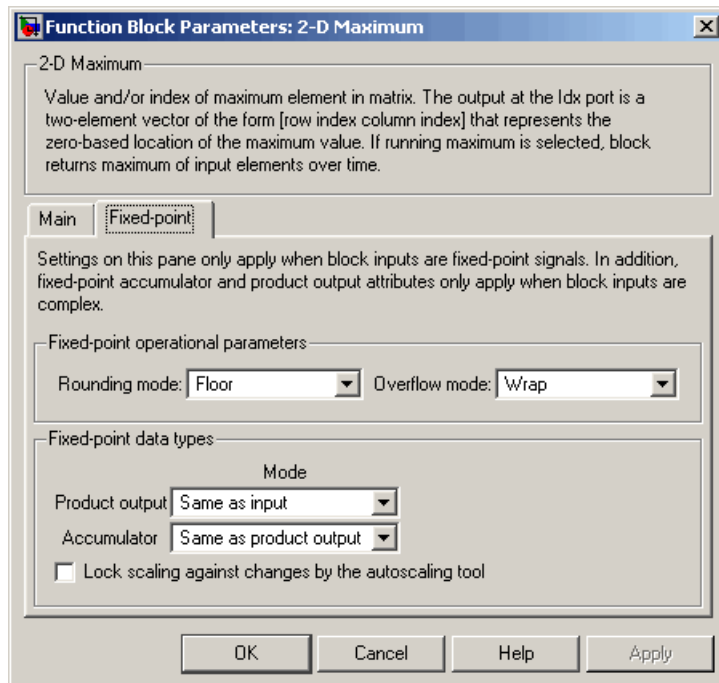 Function Block Parameters: 2-D Maximum
2-D Maximum
Value and/or index of maximum element in matrix. The output at the Idx port is a
two-element vector of the form [row index column index] that represents the
zero-based location of the maximum value. If running maximum is selected, block
returns maximum of input elements over time.
Main Fixed-point
Settings on this pane only apply when block inputs are fixed-point signals. In addition,
fixed-point accumulator and product output attributes only apply when block inputs are
complex.
Fixed-point operational parameters
Rounding mode: Floor Overflow mode: Wrap
Fixed-point data types
Mode
Product output Same as input
Accumulator Same as product output
Lock scaling against changes by the autoscaling tool
OK Cancel Help Apply